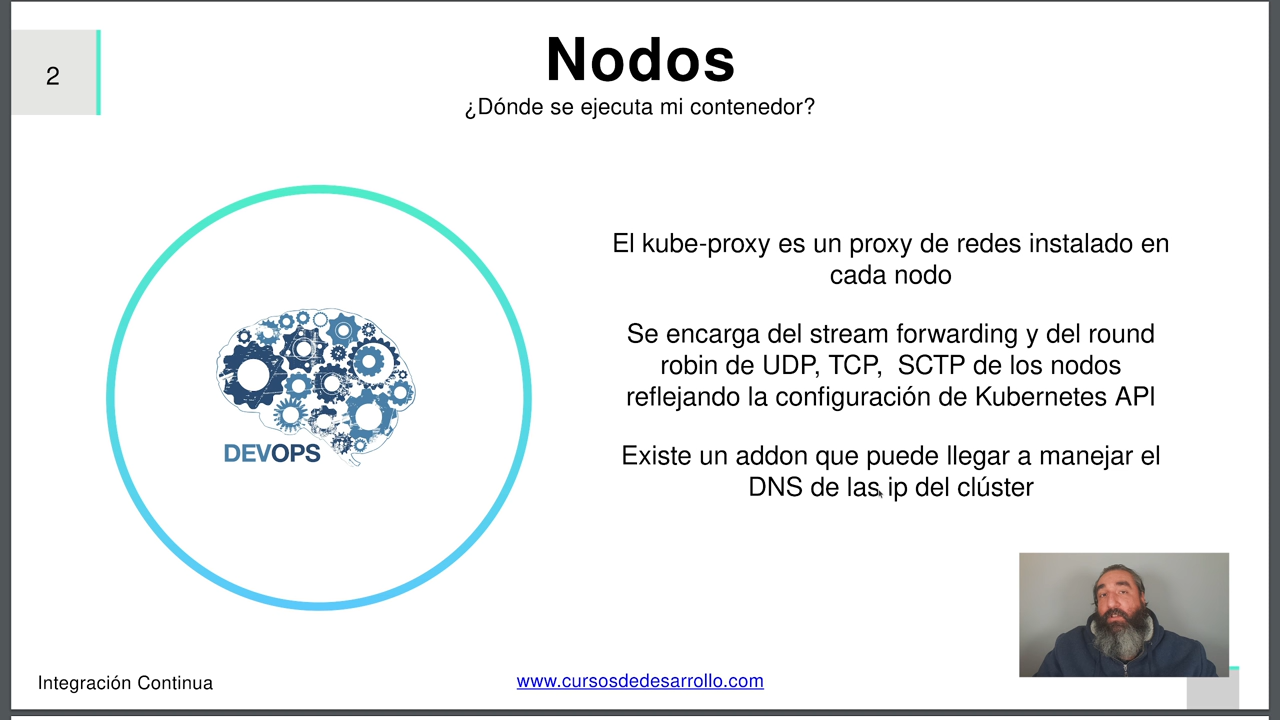 2
Nodos
¿Dónde se ejecuta mi contenedor?
El kube-proxy es un proxy de redes instalado en
cada nodo
Se encarga del stream forwarding y del round
robin de UDP, TCP,  SCTP de los nodos
reflejando la configuración de Kubernetes API
Existe un addon que puede llegar a manejar el
DNS de las ip del clúster
DEVOPS
Integración Continua
www.cursosdedesarrollo.com